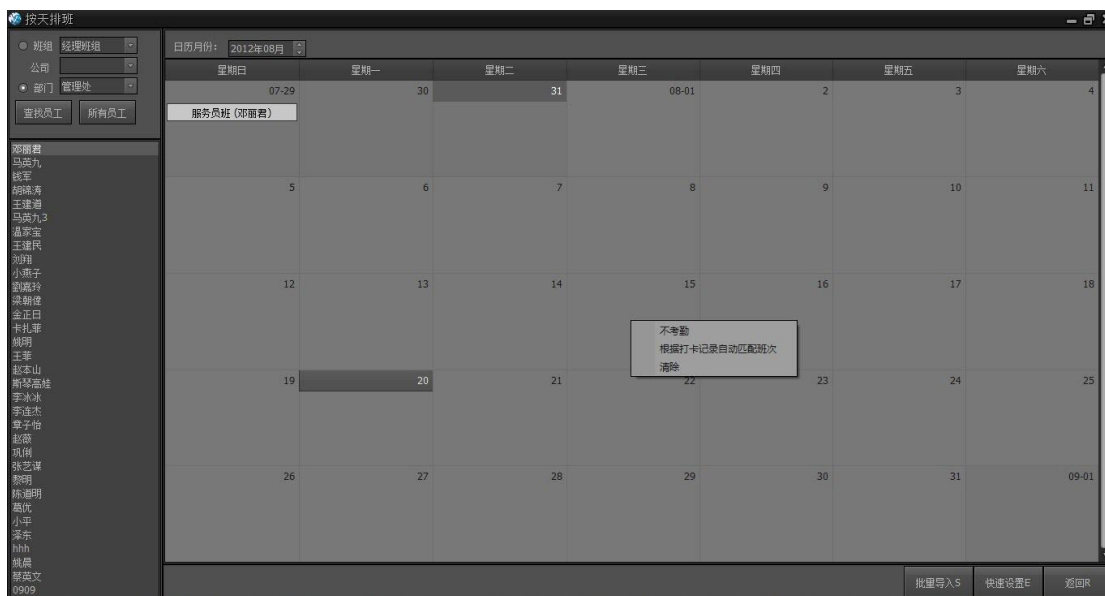 按天排班
班组 经理班组
公司
部门 管理处
查找员工 所有员工
邓丽君
马英九
钱军
胡锦涛
王建道
马英九3
温家宝
王建民
刘翔
小燕子
劉嘉玲
梁朝偉
金正日
卡扎菲
姚明
王菲
赵本山
斯琴高娃
李冰冰
李连杰
章子怡
赵薇
巩俐
张艺谋
黎明
陈道明
葛优
小平
泽东
hhh
姚晨
蔡英文
0909
日历月份： 2012年08月
星期日 星期一 星期二 星期三 星期四 星期五 星期六
07-29 30 31 08-01 2 3 4
服务员班（邓丽君）
5 6 7 8 9 10 11
12 13 14 15 16 17 18
不考勤
根据打卡记录自动匹配班次
清除
19 20 21 22 23 24 25
26 27 28 29 30 31 09-01
批量导入S 快速设置E 返回R